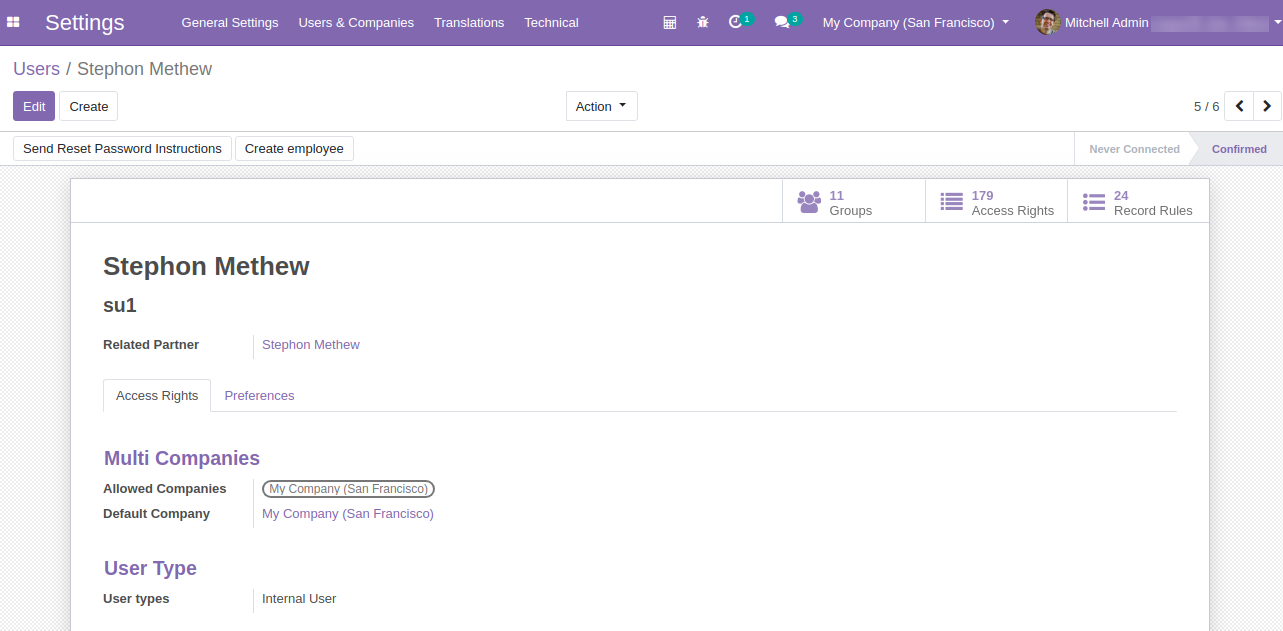 Settings General Settings Users & Companies Translations Technical 1 3 My Company (San Francisco) Mitchell Admin
Users / Stephon Methew
Edit Create Action 5 / 6
Send Reset Password Instructions Create employee Never Connected Confirmed
11 Groups 179 Access Rights 24 Record Rules
Stephon Methew
su1
Related Partner Stephon Methew
Access Rights Preferences
Multi Companies
Allowed Companies My Company (San Francisco)
Default Company My Company (San Francisco)
User Type
User types Internal User